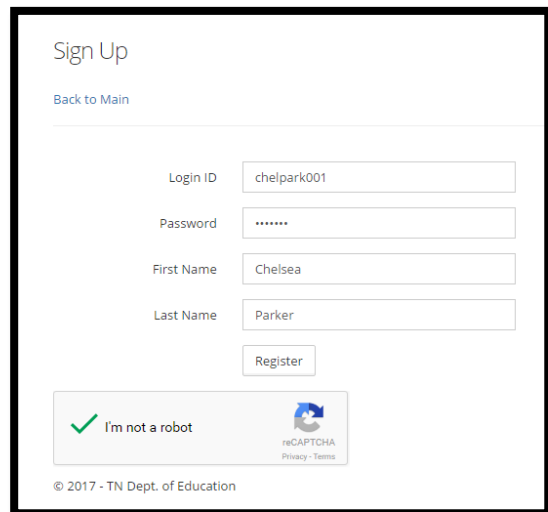 Sign Up
Back to Main
Login ID chelpark001
Password •••••••
First Name Chelsea
Last Name Parker
Register
I'm not a robot
reCAPTCHA
Privacy - Terms
© 2017 - TN Dept. of Education